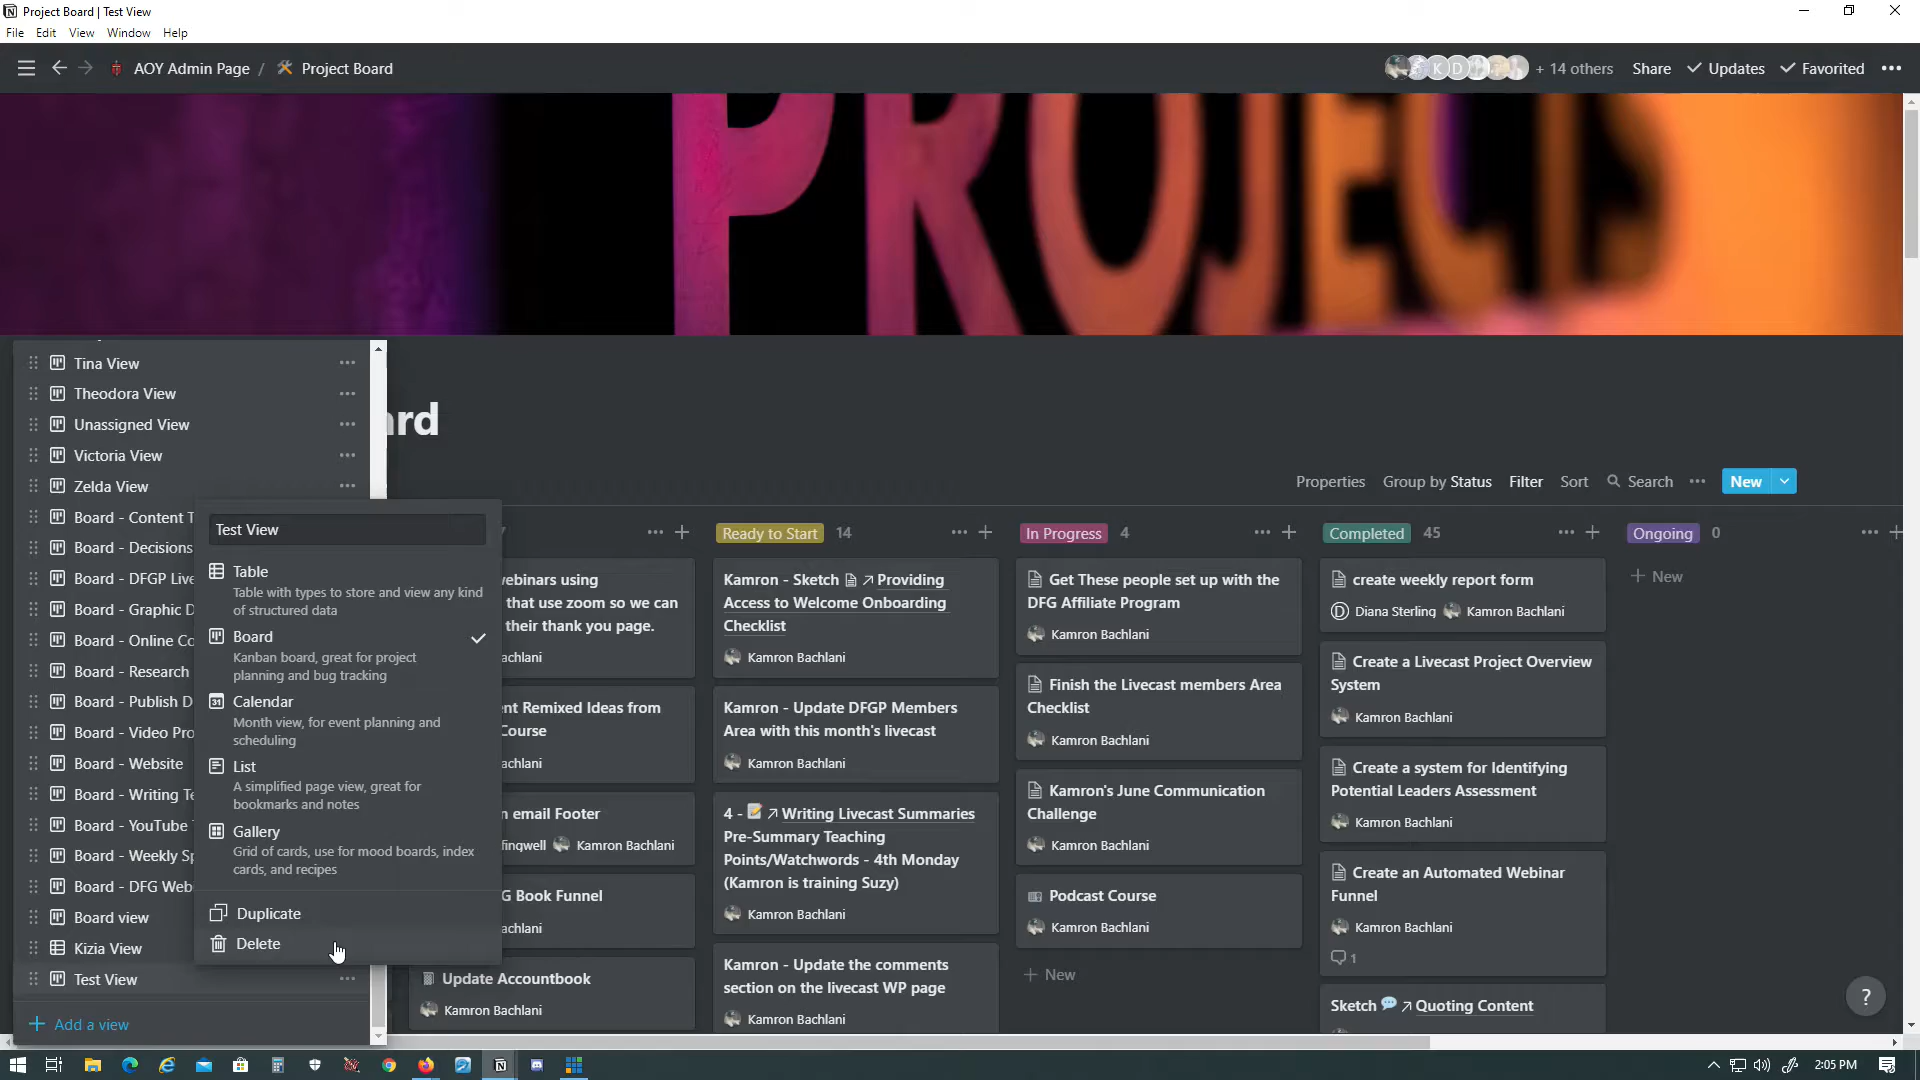 Project Board | Test View
File Edit View Window Help
AOY Admin Page / Project Board
K D + 14 others Share Updates Favorited
PROJECTS
ard
Properties Group by Status Filter Sort Search New
Tina View
Theodora View
Unassigned View
Victoria View
Zelda View
Board - Content T
Board - Decisions
Board - DFGP Live
Board - Graphic D
Board - Online Co
Board - Research
Board - Publish D
Board - Video Pro
Board - Website
Board - Writing Te
Board - YouTube
Board - Weekly Sp
Board - DFG Web
Board view
Kizia View
Test View
Add a view
Test View
Table
Table with types to store and view any kind
of structured data
Board
Kanban board, great for project
planning and bug tracking
Calendar
Month view, for event planning and
scheduling
List
A simplified page view, great for
bookmarks and notes
Gallery
Grid of cards, use for mood boards, index
cards, and recipes
Duplicate
Delete
ebinars using
that use zoom so we can
their thank you page.
achlani
nt Remixed Ideas from
ourse
achlani
email Footer
fingwell Kamron Bachlani
G Book Funnel
achlani
Update Accountbook
Kamron Bachlani
Ready to Start 14
Kamron - Sketch Providing
Access to Welcome Onboarding
Checklist
Kamron Bachlani
Kamron - Update DFGP Members
Area with this month's livecast
Kamron Bachlani
4 - Writing Livecast Summaries
Pre-Summary Teaching
Points/Watchwords - 4th Monday
(Kamron is training Suzy)
Kamron Bachlani
Kamron - Update the comments
section on the livecast WP page
Kamron Bachlani
In Progress 4
Get These people set up with the
DFG Affiliate Program
Kamron Bachlani
Finish the Livecast members Area
Checklist
Kamron Bachlani
Kamron's June Communication
Challenge
Kamron Bachlani
Podcast Course
Kamron Bachlani
New
Completed 45
create weekly report form
D Diana Sterling Kamron Bachlani
Create a Livecast Project Overview
System
Kamron Bachlani
Create a system for Identifying
Potential Leaders Assessment
Kamron Bachlani
Create an Automated Webinar
Funnel
Kamron Bachlani
1
Sketch Quoting Content
Ongoing 0
New
?
2:05 PM